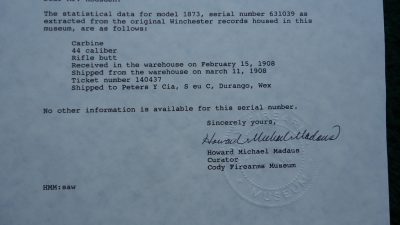 The statistical data for model 1873, serial number 631039 as
extracted from the original Winchester records housed in this
museum, are as follows:
Carbine
44 caliber
Rifle butt
Received in the warehouse on February 15, 1908
Shipped from the warehouse on march 11, 1908
Ticket number 140437
Shipped to Peters Y Cia, S eu C, Durango, Wex
No other information is available for this serial number.
Sincerely yours,
Howard Michael Madaus
Howard Michael Madaus
Curator
Cody Firearms Museum
MUSEUM
HMM:saw